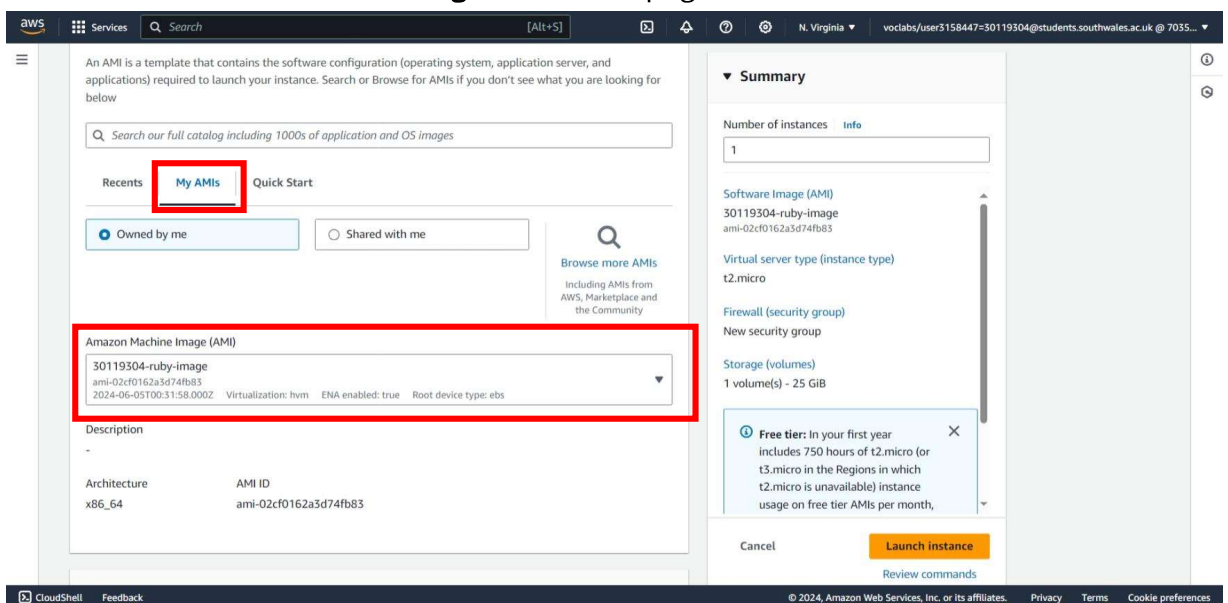 aws
Services
Search
[Alt+S]
N. Virginia
voclabs/user3158447=30119304@students.southwales.ac.uk @ 7035...
An AMI is a template that contains the software configuration (operating system, application server, and
applications) required to launch your instance. Search or Browse for AMIs if you don't see what you are looking for
below
Search our full catalog including 1000s of application and OS images
Recents
My AMIs
Quick Start
Owned by me
Shared with me
Browse more AMIs
Including AMIs from
AWS, Marketplace and
the Community
Amazon Machine Image (AMI)
30119304-ruby-image
ami-02cf0162a3d74fb83
2024-06-05T00:31:58.000Z Virtualization: hvm ENA enabled: true Root device type: ebs
Description
-
Architecture
AMI ID
x86_64
ami-02cf0162a3d74fb83
Summary
Number of instances Info
1
Software Image (AMI)
30119304-ruby-image
ami-02cf0162a3d74fb83
Virtual server type (instance type)
t2.micro
Firewall (security group)
New security group
Storage (volumes)
1 volume(s) - 25 GiB
Free tier: In your first year
includes 750 hours of t2.micro (or
t3.micro in the Regions in which
t2.micro is unavailable) instance
usage on free tier AMIs per month,
Cancel
Launch instance
Review commands
CloudShell
Feedback
© 2024, Amazon Web Services, Inc. or its affiliates.
Privacy
Terms
Cookie preferences